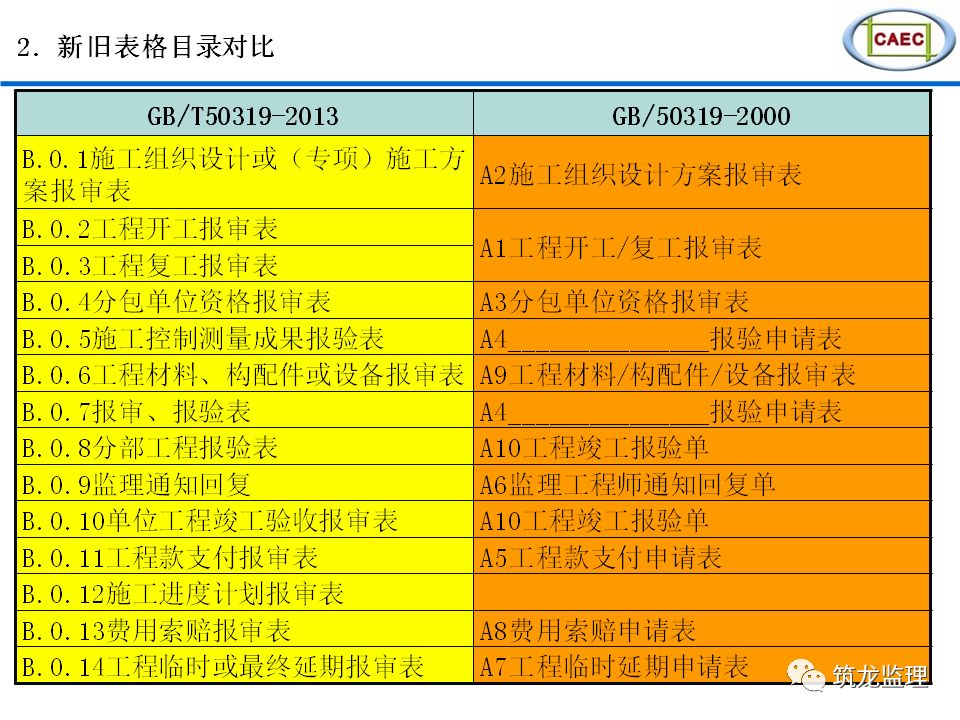 2. 新旧表格目录对比
CAEC
GB/T50319-2013
GB/50319-2000
B.0.1施工组织设计或（专项）施工方
案报审表
A2施工组织设计方案报审表
B.0.2工程开工报审表
A1工程开工/复工报审表
B.0.3工程复工报审表
B.0.4分包单位资格报审表
A3分包单位资格报审表
B.0.5施工控制测量成果报验表
A4_______________报验申请表
B.0.6工程材料、构配件或设备报审表
A9工程材料/构配件/设备报审表
B.0.7报审、报验表
A4_______________报验申请表
B.0.8分部工程报验表
A10工程竣工报验单
B.0.9监理通知回复
A6监理工程师通知回复单
B.0.10单位工程竣工验收报审表
A10工程竣工报验单
B.0.11工程款支付报审表
A5工程款支付申请表
B.0.12施工进度计划报审表
B.0.13费用索赔报审表
A8费用索赔申请表
B.0.14工程临时或最终延期报审表
A7工程临时延期申请表
筑龙监理